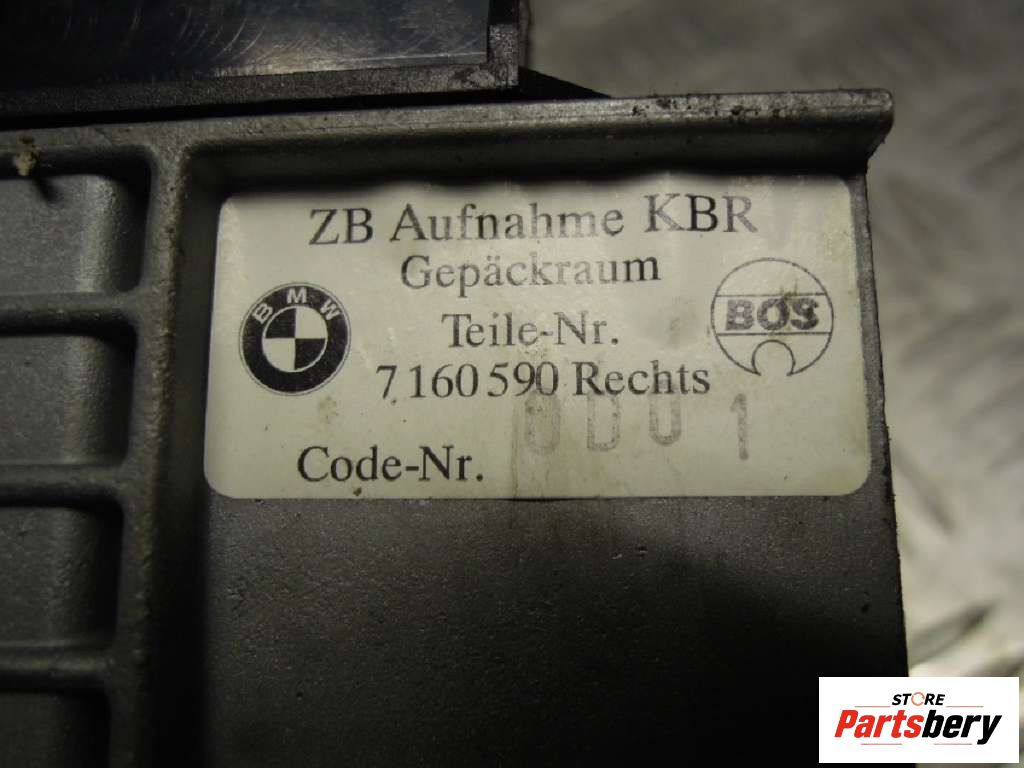 ZB Aufnahme KBR
Gepäckraum
BMW
BOS
Teile-Nr.
7 160 590 Rechts
Code-Nr.
STORE
Partsbery